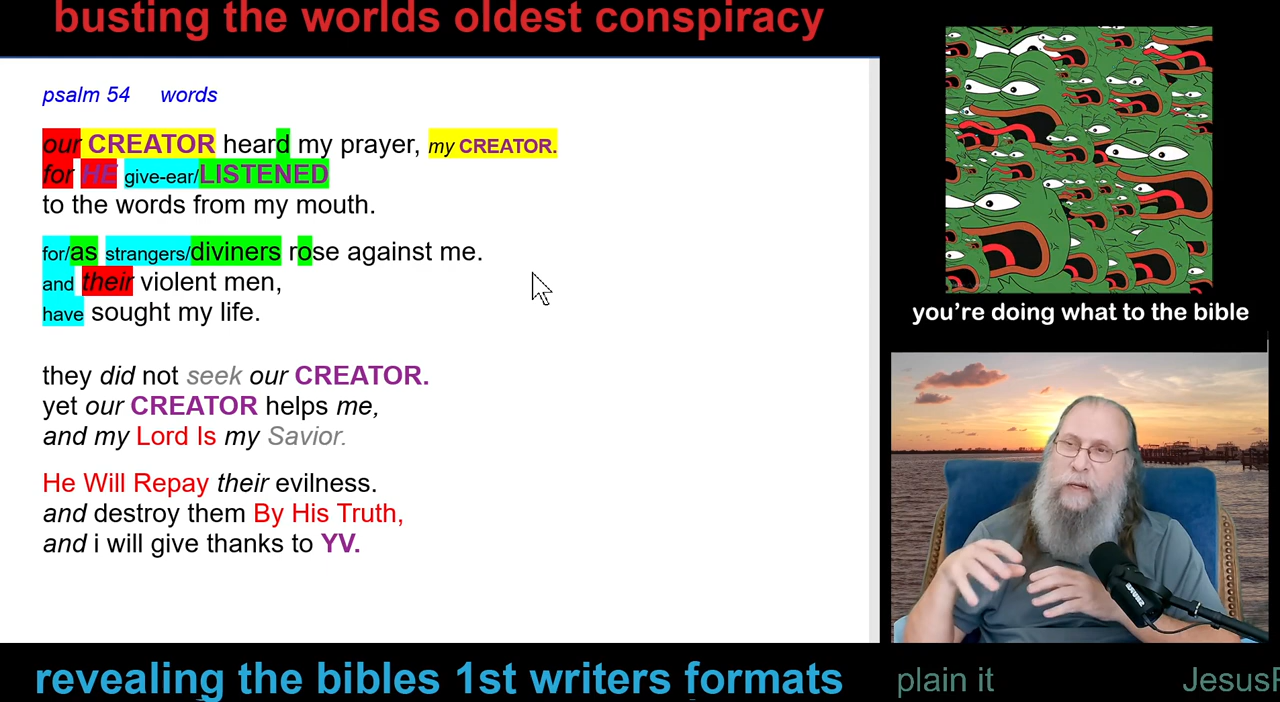 busting the worlds oldest conspiracy
psalm 54 words
our CREATOR heard my prayer, my CREATOR.
for HE give-ear/LISTENED
to the words from my mouth.
for/as strangers/diviners rose against me.
and their violent men,
have sought my life.
they did not seek our CREATOR.
yet our CREATOR helps me,
and my Lord Is my Savior.
He Will Repay their evilness.
and destroy them By His Truth,
and i will give thanks to YV.
you're doing what to the bible
revealing the bibles 1st writers formats
plain it